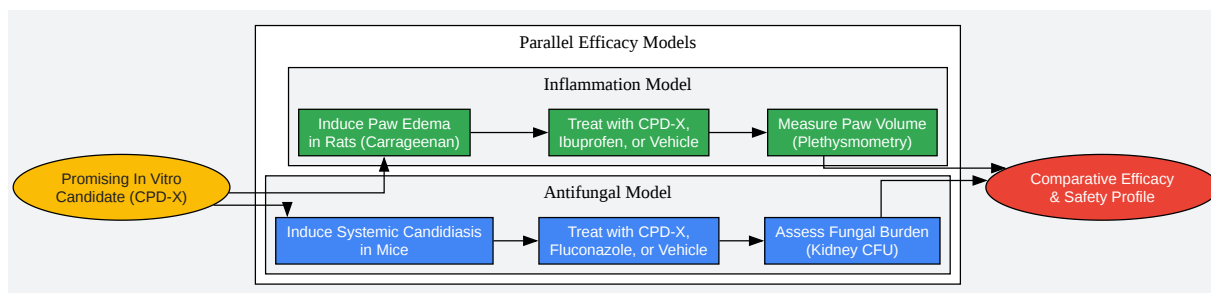 Parallel Efficacy Models
Inflammation Model
Induce Paw Edema
in Rats (Carrageenan)
Treat with CPD-X,
Ibuprofen, or Vehicle
Measure Paw Volume
(Plethysmometry)
Promising In Vitro
Candidate (CPD-X)
Comparative Efficacy
& Safety Profile
Antifungal Model
Induce Systemic Candidiasis
in Mice
Treat with CPD-X,
Fluconazole, or Vehicle
Assess Fungal Burden
(Kidney CFU)